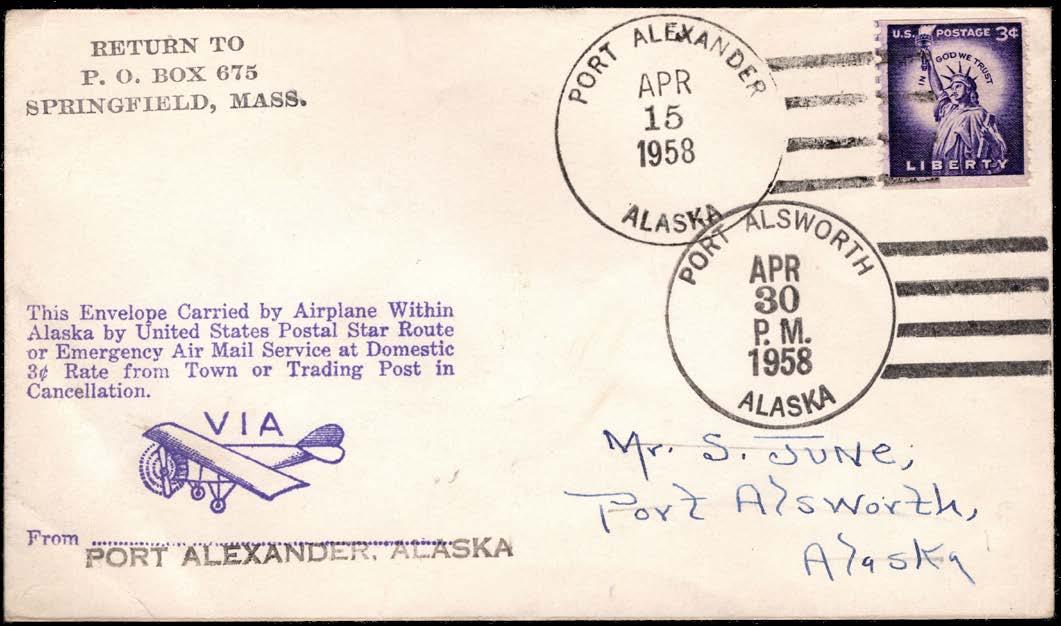 RETURN TO
P. O. BOX 675
SPRINGFIELD, MASS.
PORT ALEXANDER
APR
15
1958
ALASKA
U.S. POSTAGE 3¢
IN GOD WE TRUST
LIBERTY
PORT ALSWORTH
APR
30
P.M.
1958
ALASKA
This Envelope Carried by Airplane Within
Alaska by United States Postal Star Route
or Emergency Air Mail Service at Domestic
3¢ Rate from Town or Trading Post in
Cancellation.
VIA
From
PORT ALEXANDER, ALASKA
Mr. S. JUNE,
Port Alsworth,
Alaska